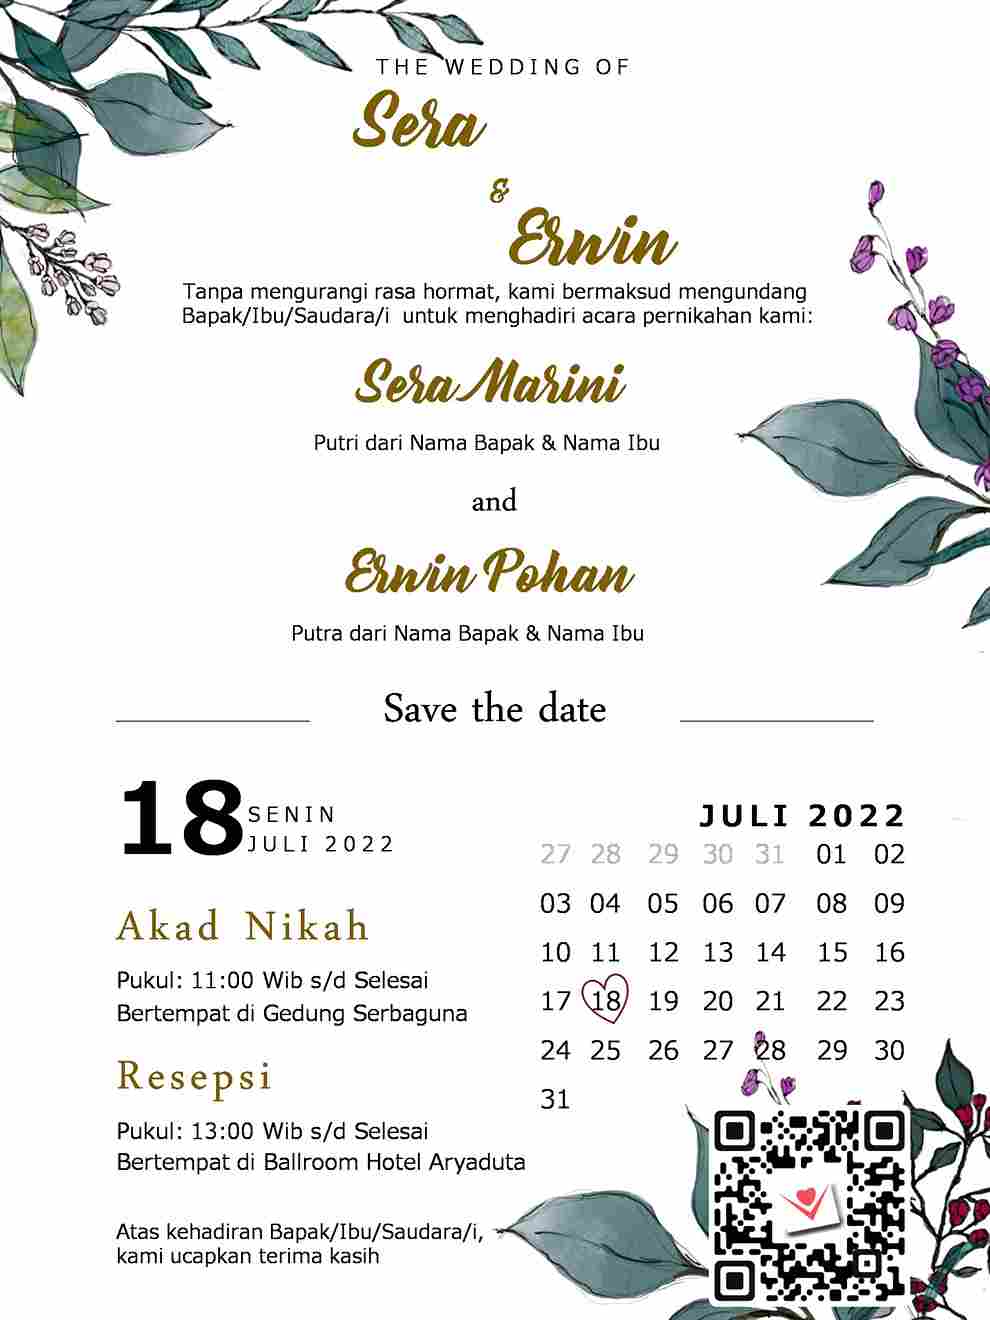 THE WEDDING OF
Sera
&
Erwin
Tanpa mengurangi rasa hormat, kami bermaksud mengundang
Bapak/Ibu/Saudara/i untuk menghadiri acara pernikahan kami:
Sera Marini
Putri dari Nama Bapak & Nama Ibu
and
Erwin Pohan
Putra dari Nama Bapak & Nama Ibu
Save the date
18
SENIN
JULI 2022
Akad Nikah
Pukul: 11:00 Wib s/d Selesai
Bertempat di Gedung Serbaguna
Resepsi
Pukul: 13:00 Wib s/d Selesai
Bertempat di Ballroom Hotel Aryaduta
Atas kehadiran Bapak/Ibu/Saudara/i,
kami ucapkan terima kasih
JULI 2022
27 28 29 30 31 01 02
03 04 05 06 07 08 09
10 11 12 13 14 15 16
17 18 19 20 21 22 23
24 25 26 27 28 29 30
31